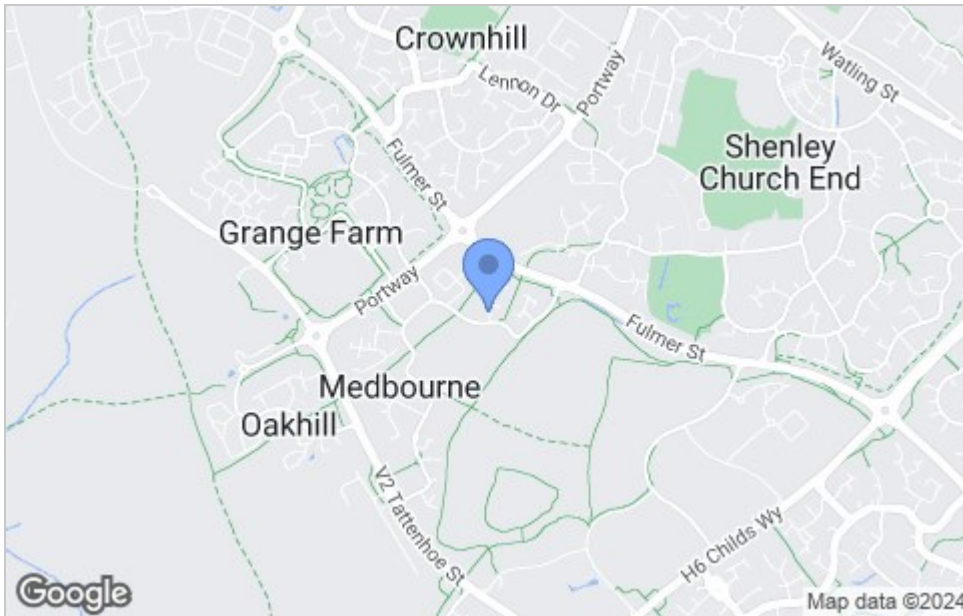 Crownhill
Lennon Dr
Portway
Watling St
Fulmer St
Shenley
Church End
Grange Farm
Portway
Fulmer St
Medbourne
Oakhill
V2 Tattenhoe St
H6 Childs Wy
Google
Map data ©2024